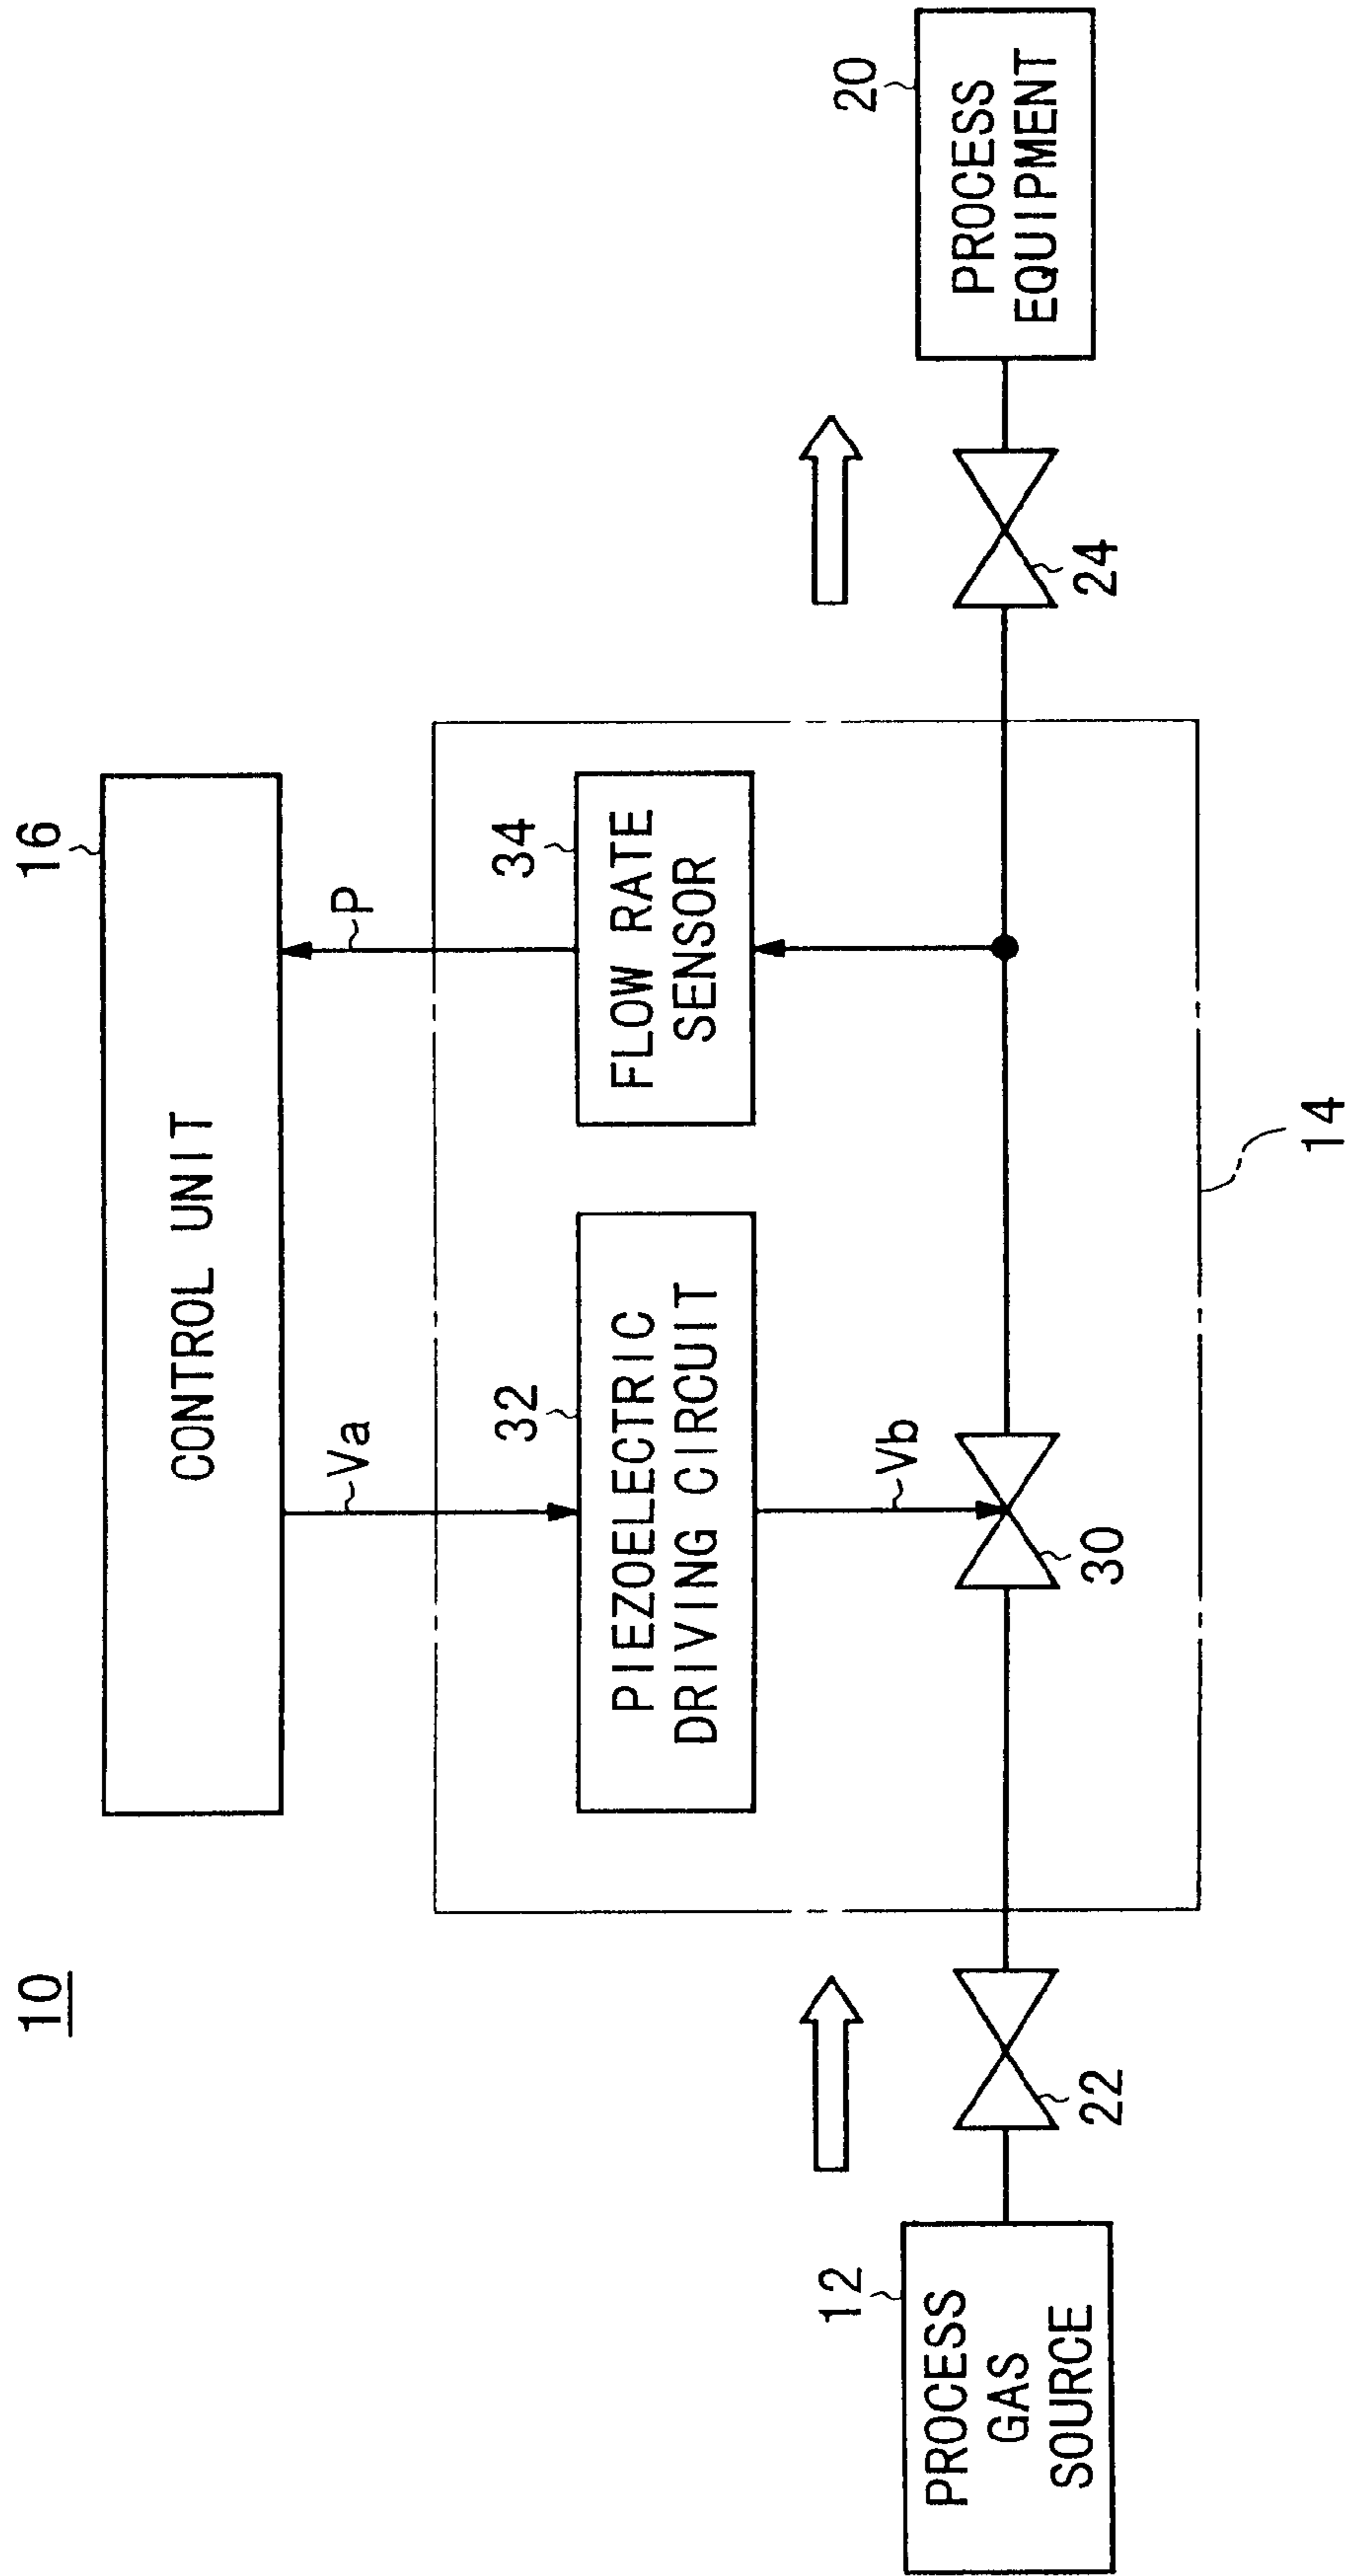 10
16
CONTROL UNIT
Va
P
32
PIEZOELECTRIC
DRIVING CIRCUIT
34
FLOW RATE
SENSOR
Vb
12
PROCESS
GAS
SOURCE
22
30
24
20
PROCESS
EQUIPMENT
14